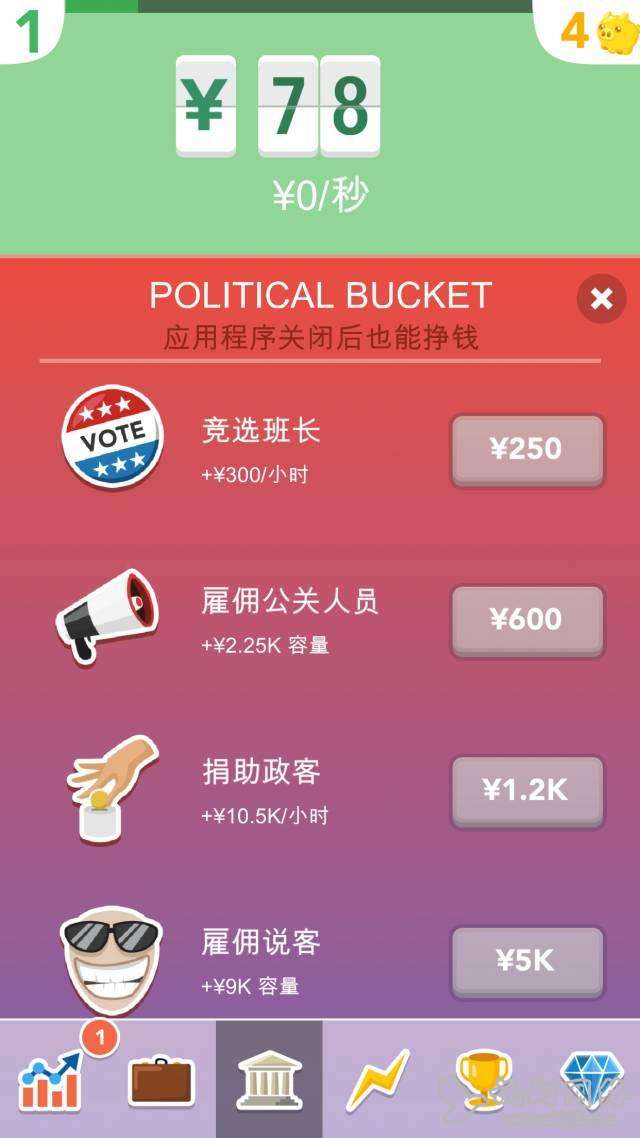 1
4
¥ 78
¥0/秒
POLITICAL BUCKET
应用程序关闭后也能挣钱
VOTE
竞选班长
+¥300/小时
¥250
雇佣公关人员
+¥2.25K 容量
¥600
捐助政客
+¥10.5K/小时
¥1.2K
雇佣说客
+¥9K 容量
¥5K
1